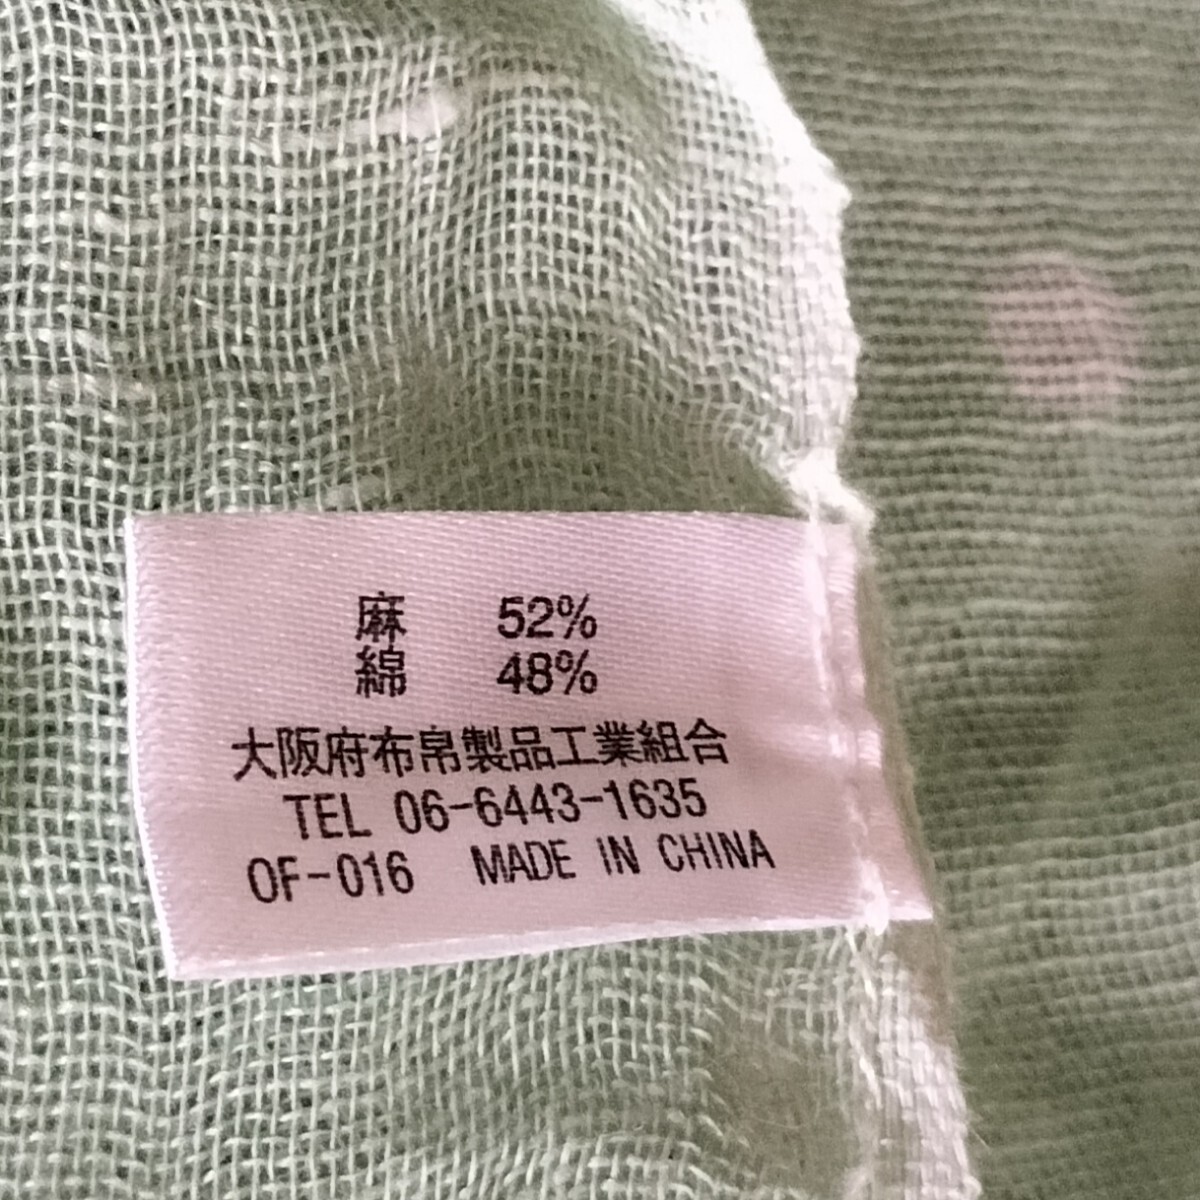 麻 52%
綿 48%
大阪府布帛製品工業組合
TEL 06-6443-1635
OF-016 MADE IN CHINA